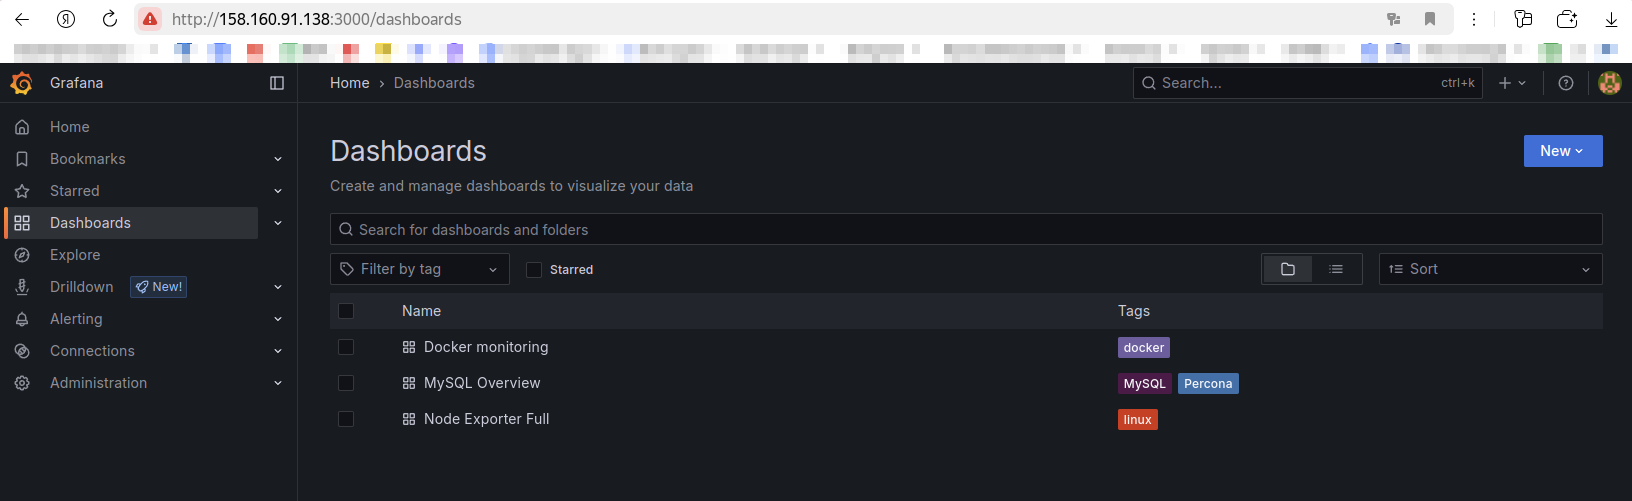 http://158.160.91.138:3000/dashboards
Grafana
Home › Dashboards
Search...
ctrl+k
Home
Bookmarks
Starred
Dashboards
Explore
Drilldown New!
Alerting
Connections
Administration
Dashboards
New
Create and manage dashboards to visualize your data
Search for dashboards and folders
Filter by tag
Starred
Sort
Name Tags
Docker monitoring docker
MySQL Overview MySQL Percona
Node Exporter Full linux